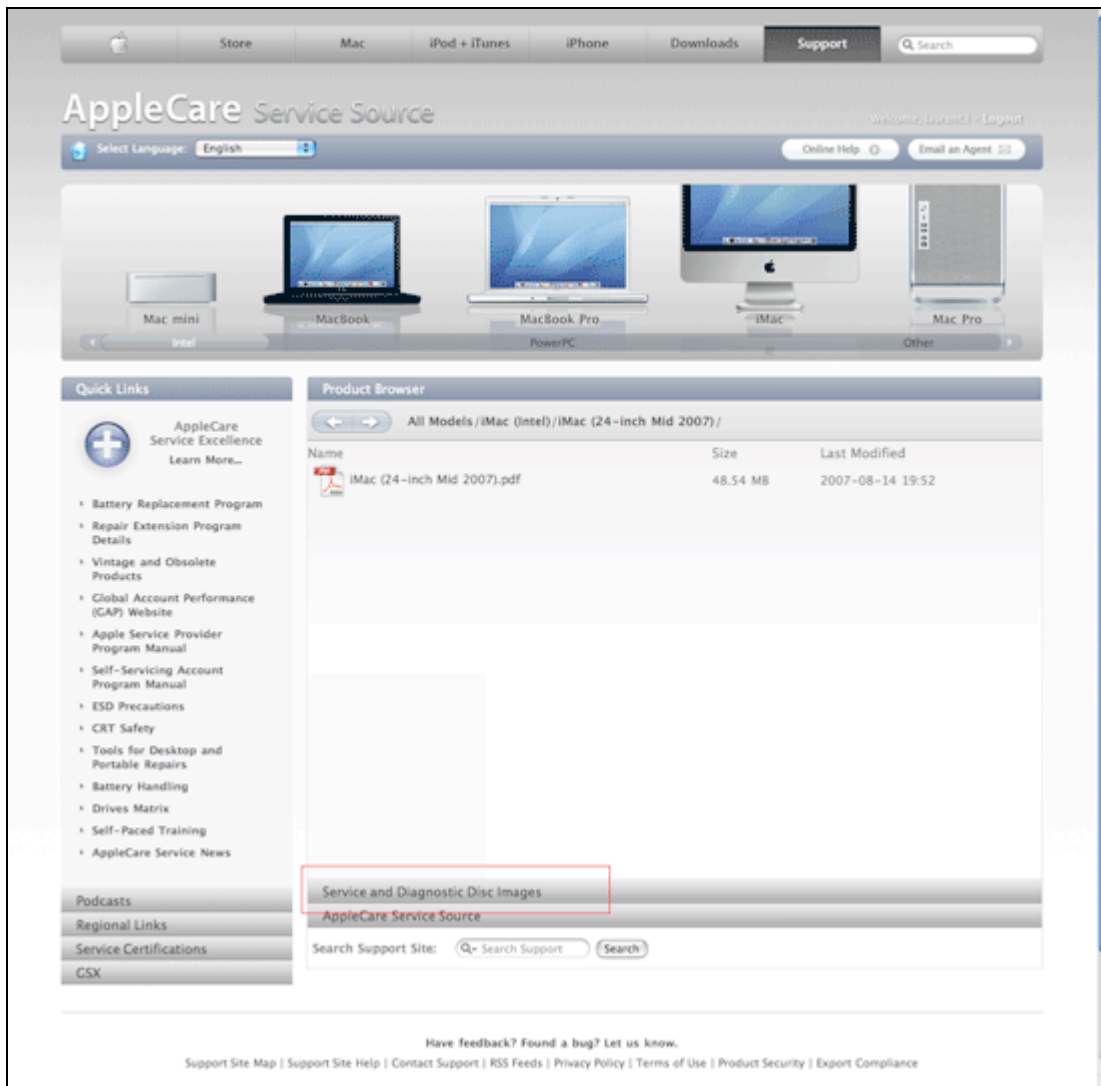 Store Mac iPod + iTunes iPhone Downloads Support Search
AppleCare Service Source
Logout
Select Language: English Online Help Email an Agent
Mac mini MacBook MacBook Pro iMac Mac Pro
Intel PowerPC Other
Quick Links
AppleCare
Service Excellence
Learn More...
Battery Replacement Program
Repair Extension Program
Details
Vintage and Obsolete
Products
Global Account Performance
(GAP) Website
Apple Service Provider
Program Manual
Self-Servicing Account
Program Manual
ESD Precautions
CRT Safety
Tools for Desktop and
Portable Repairs
Battery Handling
Drives Matrix
Self-Paced Training
AppleCare Service News
Podcasts
Regional Links
Service Certifications
GSX
Product Browser
All Models/iMac (Intel)/iMac (24-inch Mid 2007)/
Name Size Last Modified
iMac (24-inch Mid 2007).pdf 48.54 MB 2007-08-14 19:52
Service and Diagnostic Disc Images
AppleCare Service Source
Search Support Site: Search Support Search
Have feedback? Found a bug? Let us know.
Support Site Map | Support Site Help | Contact Support | RSS Feeds | Privacy Policy | Terms of Use | Product Security | Export Compliance